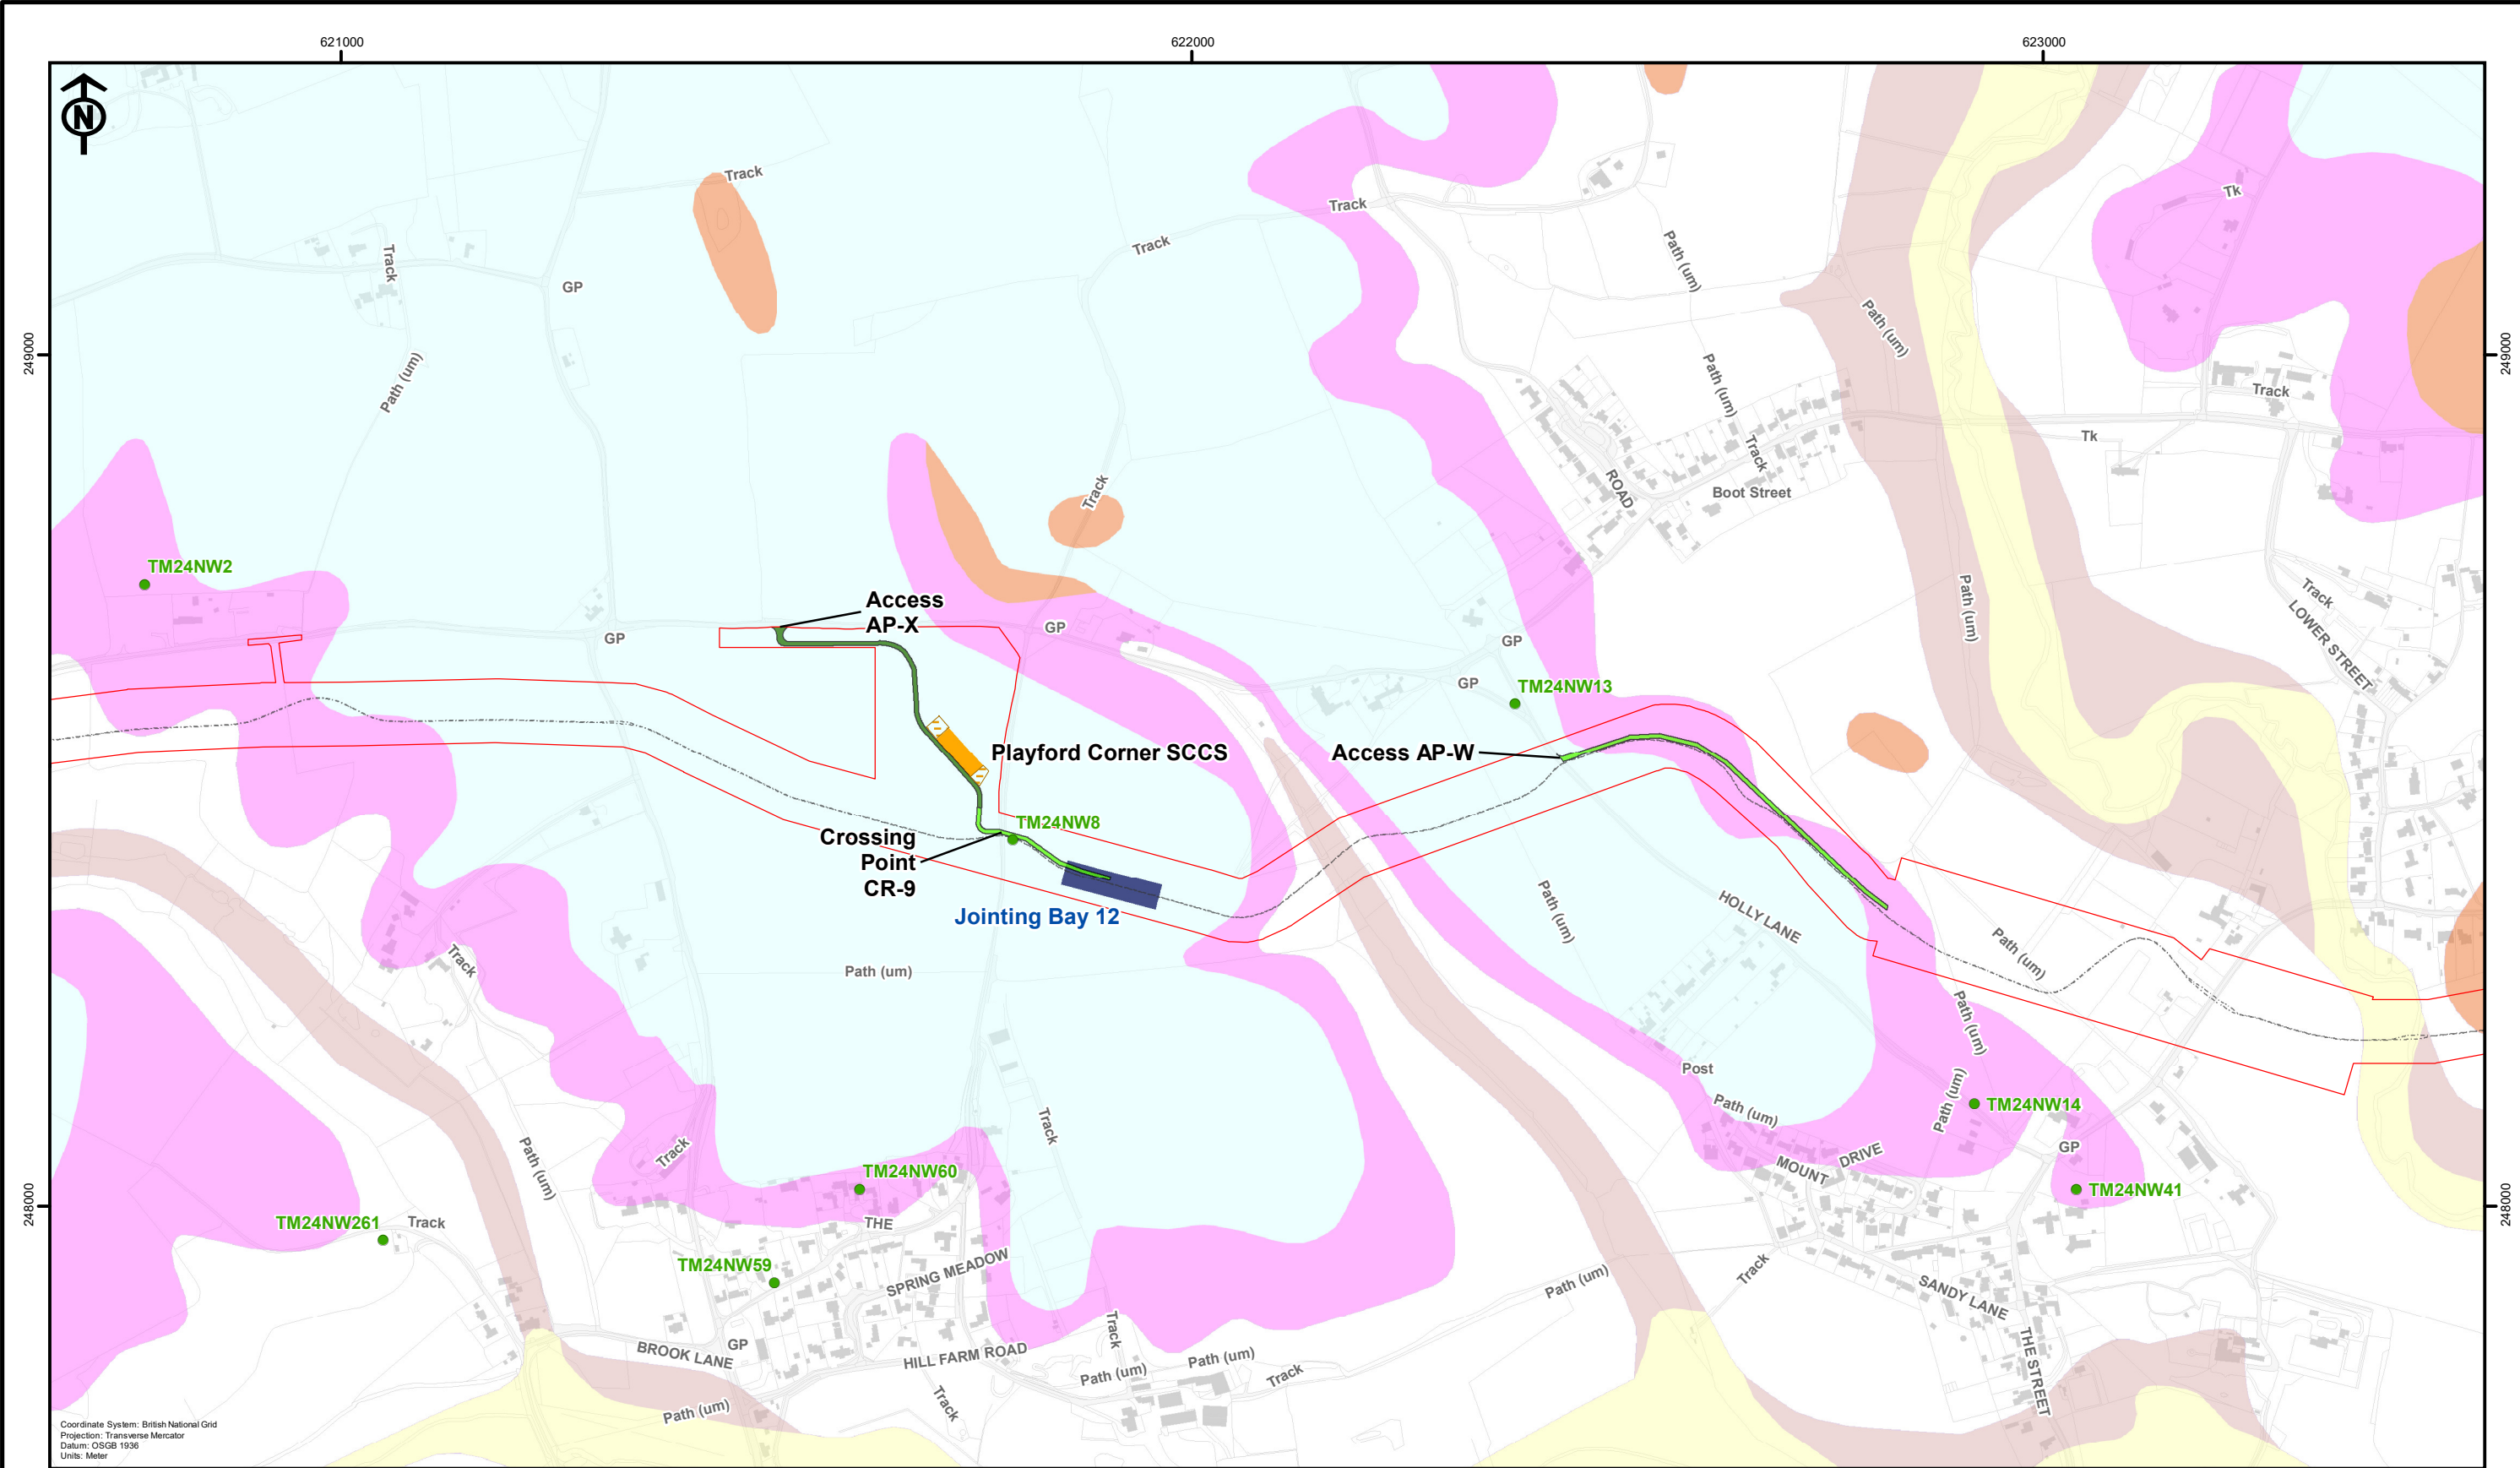 621000
622000
623000
N
Track
Track
Tk
Track
Track
Path (um)
GP
Path (um)
249000
249000
Path (um)
Path (um)
Track
Tk
Track
ROAD
Boot Street
Track
TM24NW2
Path (um)
Track
LOWER STREET
Access
AP-X
GP
GP
GP
GP
TM24NW13
Playford Corner SCCS
Access AP-W
TM24NW8
Crossing
Point
CR-9
Jointing Bay 12
Path (um)
HOLLY LANE
Path (um)
Track
Path (um)
Path (um)
Post
Path (um)
Path (um)
TM24NW14
Track
Track
Path (um)
GP
MOUNT
DRIVE
TM24NW60
TM24NW41
248000
248000
TM24NW261
Track
THE
TM24NW59
SPRING MEADOW
Track
Path (um)
SANDY LANE
BROOK LANE
GP
HILL FARM ROAD
Track
Path (um)
Path (um)
Track
THE STREET
Track
Path (um)
Coordinate System: British National Grid
Projection: Transverse Mercator
Datum: OSGB 1936
Units: Meter